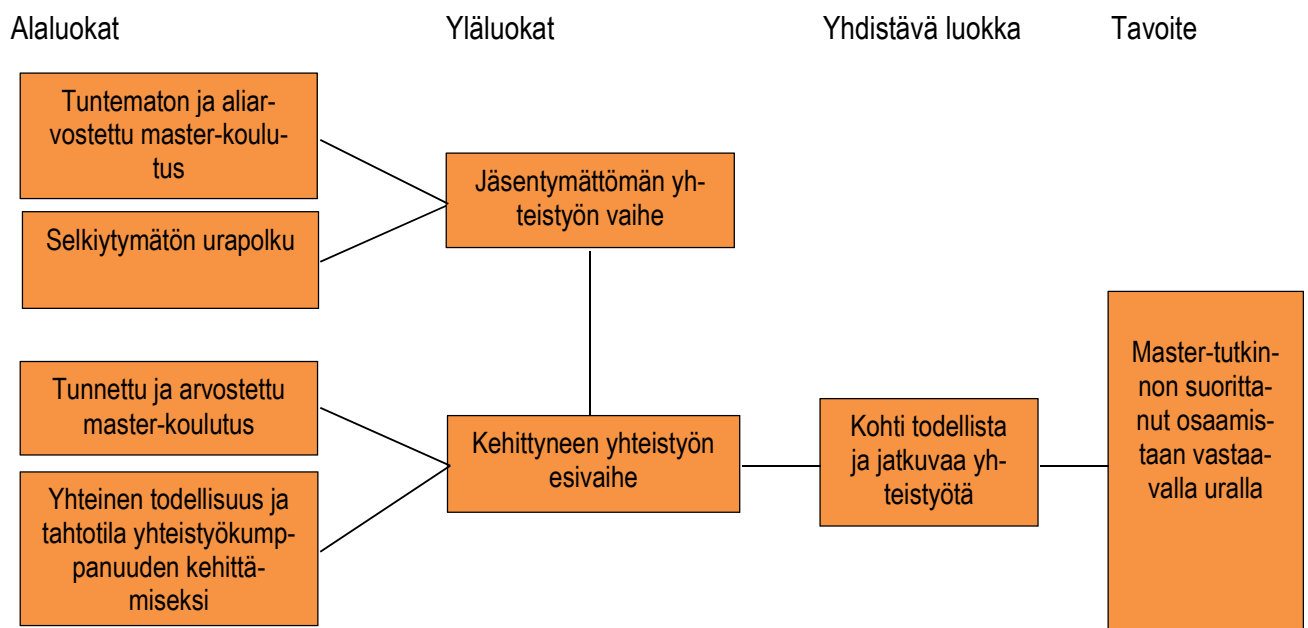 Alaluokat
Yläluokat
Yhdistävä luokka
Tavoite
Tuntematon ja aliar-
vostettu master-koulu-
tus
Selkiytymätön urapolku
Jäsentymättömän yh-
teistyön vaihe
Tunnettu ja arvostettu
master-koulutus
Yhteinen todellisuus ja
tahtotila yhteistyökump-
panuuden kehittä-
miseksi
Kehittyneen yhteistyön
esivaihe
Kohti todellista
ja jatkuvaa yh-
teistyötä
Master-tutkin-
non suoritta-
nut osaamis-
taan vastaa-
valla uralla